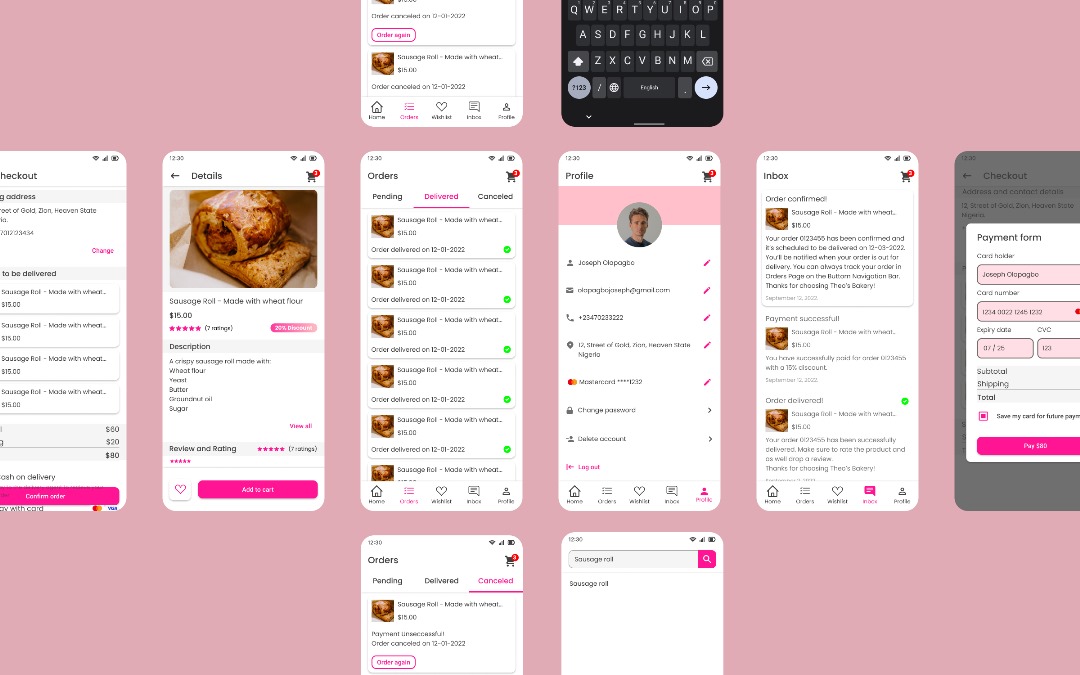 Order canceled on 12-01-2022
Order again
Sausage Roll - Made with wheat...
$15.00
Order canceled on 12-01-2022
Home
Orders
Wishlist
Inbox
Profile
Q W E R T Y U I O P
A S D F G H J K L
Z X C V B N M
?123
/
English
.
heckout
g address
treet of Gold, Zion, Heaven State
7012123434
Change
to be delivered
Sausage Roll - Made with wheat...
$15.00
Sausage Roll - Made with wheat...
$15.00
Sausage Roll - Made with wheat...
$15.00
Sausage Roll - Made with wheat...
$15.00
$60
$20
$80
Cash on delivery
Confirm order
ay with card
VISA
12:30
Details
3
Sausage Roll - Made with wheat flour
$15.00
(7 ratings)
20% Discount
Description
A crispy sausage roll made with:
Wheat flour
Yeast
Butter
Groundnut oil
Sugar
View all
Review and Rating
(7 ratings)
Add to cart
12:30
Orders
3
Pending
Delivered
Canceled
Sausage Roll - Made with wheat...
$15.00
Order delivered on 12-01-2022
Sausage Roll - Made with wheat...
$15.00
Order delivered on 12-01-2022
Sausage Roll - Made with wheat...
$15.00
Order delivered on 12-01-2022
Sausage Roll - Made with wheat...
$15.00
Order delivered on 12-01-2022
Sausage Roll - Made with wheat...
$15.00
Order delivered on 12-01-2022
Sausage Roll - Made with wheat...
$15.00
Home
Orders
Wishlist
Inbox
Profile
12:30
Profile
3
Joseph Olapagbo
olapagbojoseph@gmail.com
+23470233222
12, Street of Gold, Zion, Heaven State
Nigeria
Mastercard ****1232
Change password
Delete account
Log out
Home
Orders
Wishlist
Inbox
Profile
12:30
Inbox
3
Order confirmed!
Sausage Roll - Made with wheat...
$15.00
Your order 0123455 has been confirmed and
it's scheduled to be delivered on 12-03-2022.
You'll be notified when your order is out for
delivery. You can always track your order in
Orders Page on the Buttom Navigation Bar.
Thanks for choosing Theo's Bakery!
September 12, 2022.
Payment successful!
Sausage Roll - Made with wheat...
$15.00
You have successfully paid for order 0123455
with a 15% discount.
September 12, 2022.
Order delivered!
Sausage Roll - Made with wheat...
$15.00
Your order 0123455 has been successfully
delivered. Make sure to rate the product and
as well drop a review.
Thanks for choosing Theo's Bakery!
September 12, 2022.
Home
Orders
Wishlist
Inbox
Profile
12:30
Checkout
Address and contact details
12, Street of Gold, Zion, Heaven State
Nigeria.
Payment form
Card holder
Joseph Olapagbo
Card number
1234 0022 1245 1232
Expiry date
CVC
07 / 25
123
Subtotal
Shipping
Total
Save my card for future paym
Pay $80
12:30
Orders
3
Pending
Delivered
Canceled
Sausage Roll - Made with wheat...
$15.00
Payment Unseccessful!
Order canceled on 12-01-2022
Order again
12:30
Sausage roll
Sausage roll